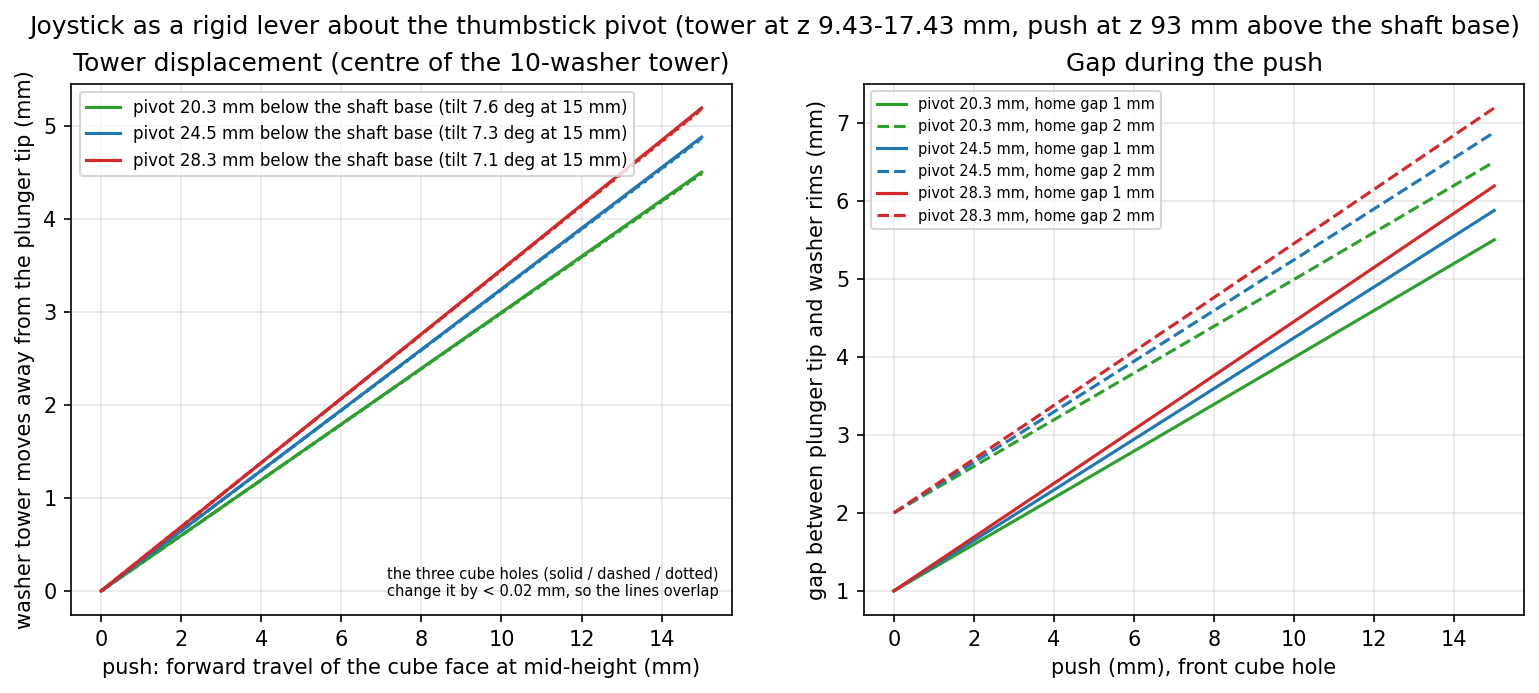 Joystick as a rigid lever about the thumbstick pivot (tower at z 9.43-17.43 mm, push at z 93 mm above the shaft base)
Tower displacement (centre of the 10-washer tower)
washer tower moves away from the plunger tip (mm)
pivot 20.3 mm below the shaft base (tilt 7.6 deg at 15 mm)
pivot 24.5 mm below the shaft base (tilt 7.3 deg at 15 mm)
pivot 28.3 mm below the shaft base (tilt 7.1 deg at 15 mm)
5
4
3
2
1
0
the three cube holes (solid / dashed / dotted)
change it by < 0.02 mm, so the lines overlap
0 2 4 6 8 10 12 14
push: forward travel of the cube face at mid-height (mm)
Gap during the push
gap between plunger tip and washer rims (mm)
pivot 20.3 mm, home gap 1 mm
pivot 20.3 mm, home gap 2 mm
pivot 24.5 mm, home gap 1 mm
pivot 24.5 mm, home gap 2 mm
pivot 28.3 mm, home gap 1 mm
pivot 28.3 mm, home gap 2 mm
7
6
5
4
3
2
1
0 2 4 6 8 10 12 14
push (mm), front cube hole